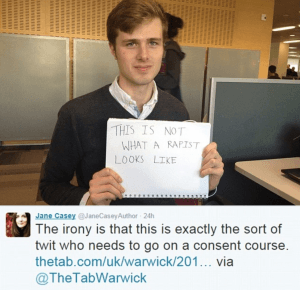 THIS IS NOT
WHAT A RAPIST
LOOKS LIKE
Jane Casey @JaneCaseyAuthor · 24h
The irony is that this is exactly the sort of
twit who needs to go on a consent course.
thetab.com/uk/warwick/201… via
@TheTabWarwick